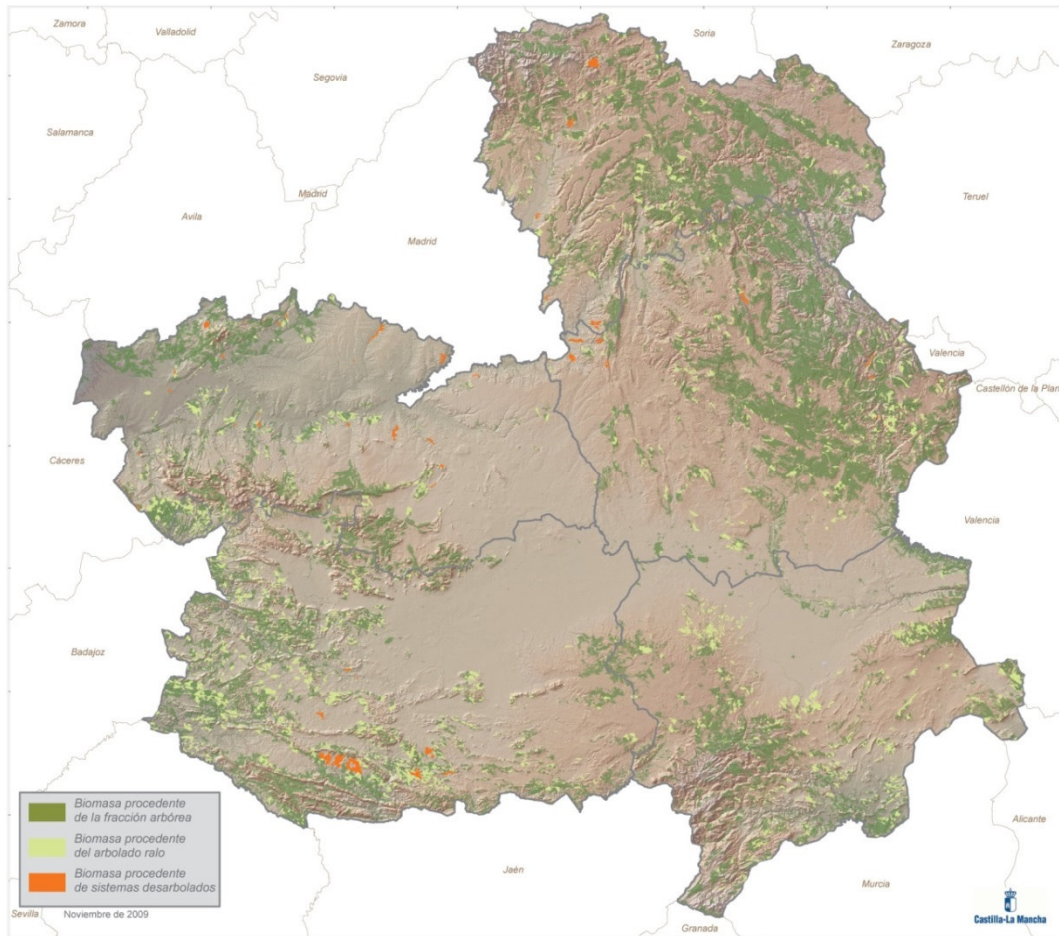 Zamora
Valladolid
Soria
Zaragoza
Segovia
Salamanca
Madrid
Avila
Teruel
Madrid
Valencia
Castellón de la Plan
Cáceres
Valencia
Badajoz
Biomasa procedente
de la fracción arbórea
Biomasa procedente
del arbolado ralo
Biomasa procedente
de sistemas desarbolados
Alicante
Jaén
Murcia
Sevilla
Noviembre de 2009
Granada
Castilla-La Mancha